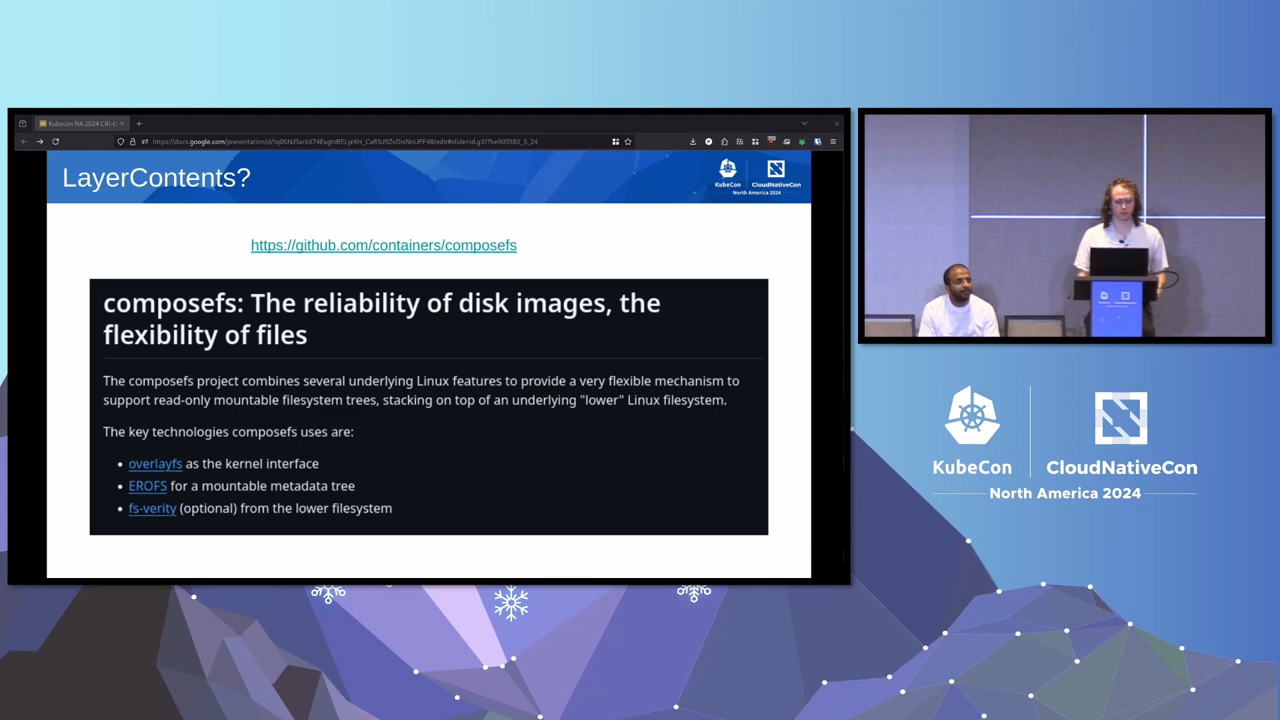 Kubecon NA 2024 CRI-O
LayerContents?
KubeCon
CloudNativeCon
North America 2024
https://github.com/containers/composefs
composefs: The reliability of disk images, the
flexibility of files
The composefs project combines several underlying Linux features to provide a very flexible mechanism to
support read-only mountable filesystem trees, stacking on top of an underlying "lower" Linux filesystem.
The key technologies composefs uses are:
• overlayfs as the kernel interface
• EROFS for a mountable metadata tree
• fs-verity (optional) from the lower filesystem
KubeCon
CloudNativeCon
North America 2024